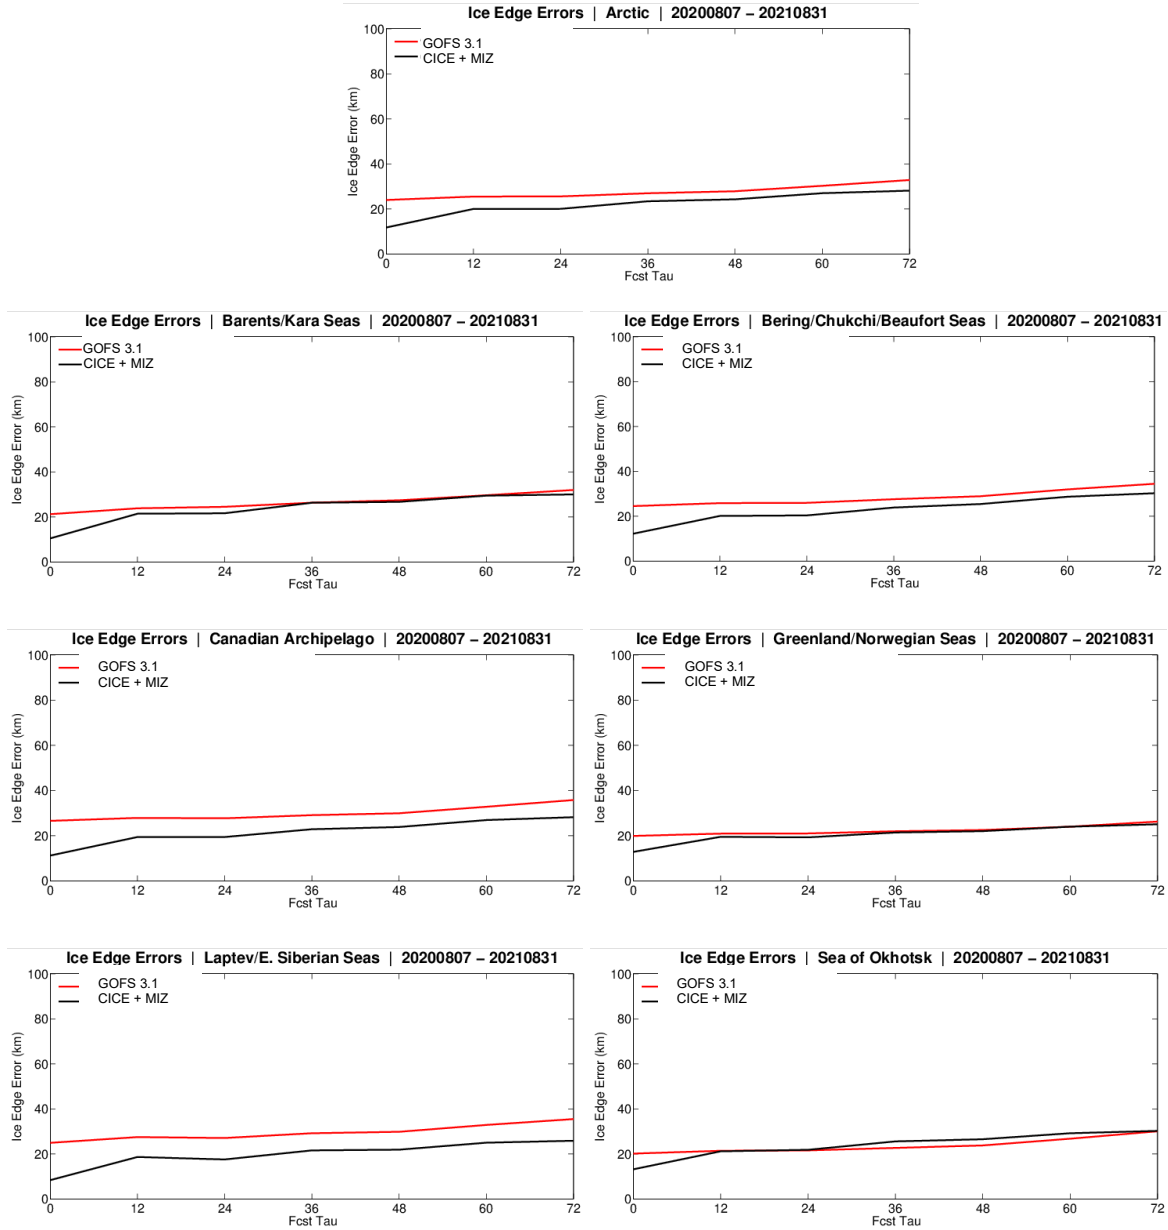 Ice Edge Errors | Arctic | 20200807 – 20210831
GOFS 3.1
CICE + MIZ
Ice Edge Error (km)
100
80
60
40
20
0
0 12 24 36 48 60 72
Fcst Tau
Ice Edge Errors | Barents/Kara Seas | 20200807 – 20210831
GOFS 3.1
CICE + MIZ
Ice Edge Error (km)
100
80
60
40
20
0
0 12 24 36 48 60 72
Fcst Tau
Ice Edge Errors | Bering/Chukchi/Beaufort Seas | 20200807 – 20210831
GOFS 3.1
CICE + MIZ
Ice Edge Error (km)
100
80
60
40
20
0
0 12 24 36 48 60 72
Fcst Tau
Ice Edge Errors | Canadian Archipelago | 20200807 – 20210831
GOFS 3.1
CICE + MIZ
Ice Edge Error (km)
100
80
60
40
20
0
0 12 24 36 48 60 72
Fcst Tau
Ice Edge Errors | Greenland/Norwegian Seas | 20200807 – 20210831
GOFS 3.1
CICE + MIZ
Ice Edge Error (km)
100
80
60
40
20
0
0 12 24 36 48 60 72
Fcst Tau
Ice Edge Errors | Laptev/E. Siberian Seas | 20200807 – 20210831
GOFS 3.1
CICE + MIZ
Ice Edge Error (km)
100
80
60
40
20
0
0 12 24 36 48 60 72
Fcst Tau
Ice Edge Errors | Sea of Okhotsk | 20200807 – 20210831
GOFS 3.1
CICE + MIZ
Ice Edge Error (km)
100
80
60
40
20
0
0 12 24 36 48 60 72
Fcst Tau